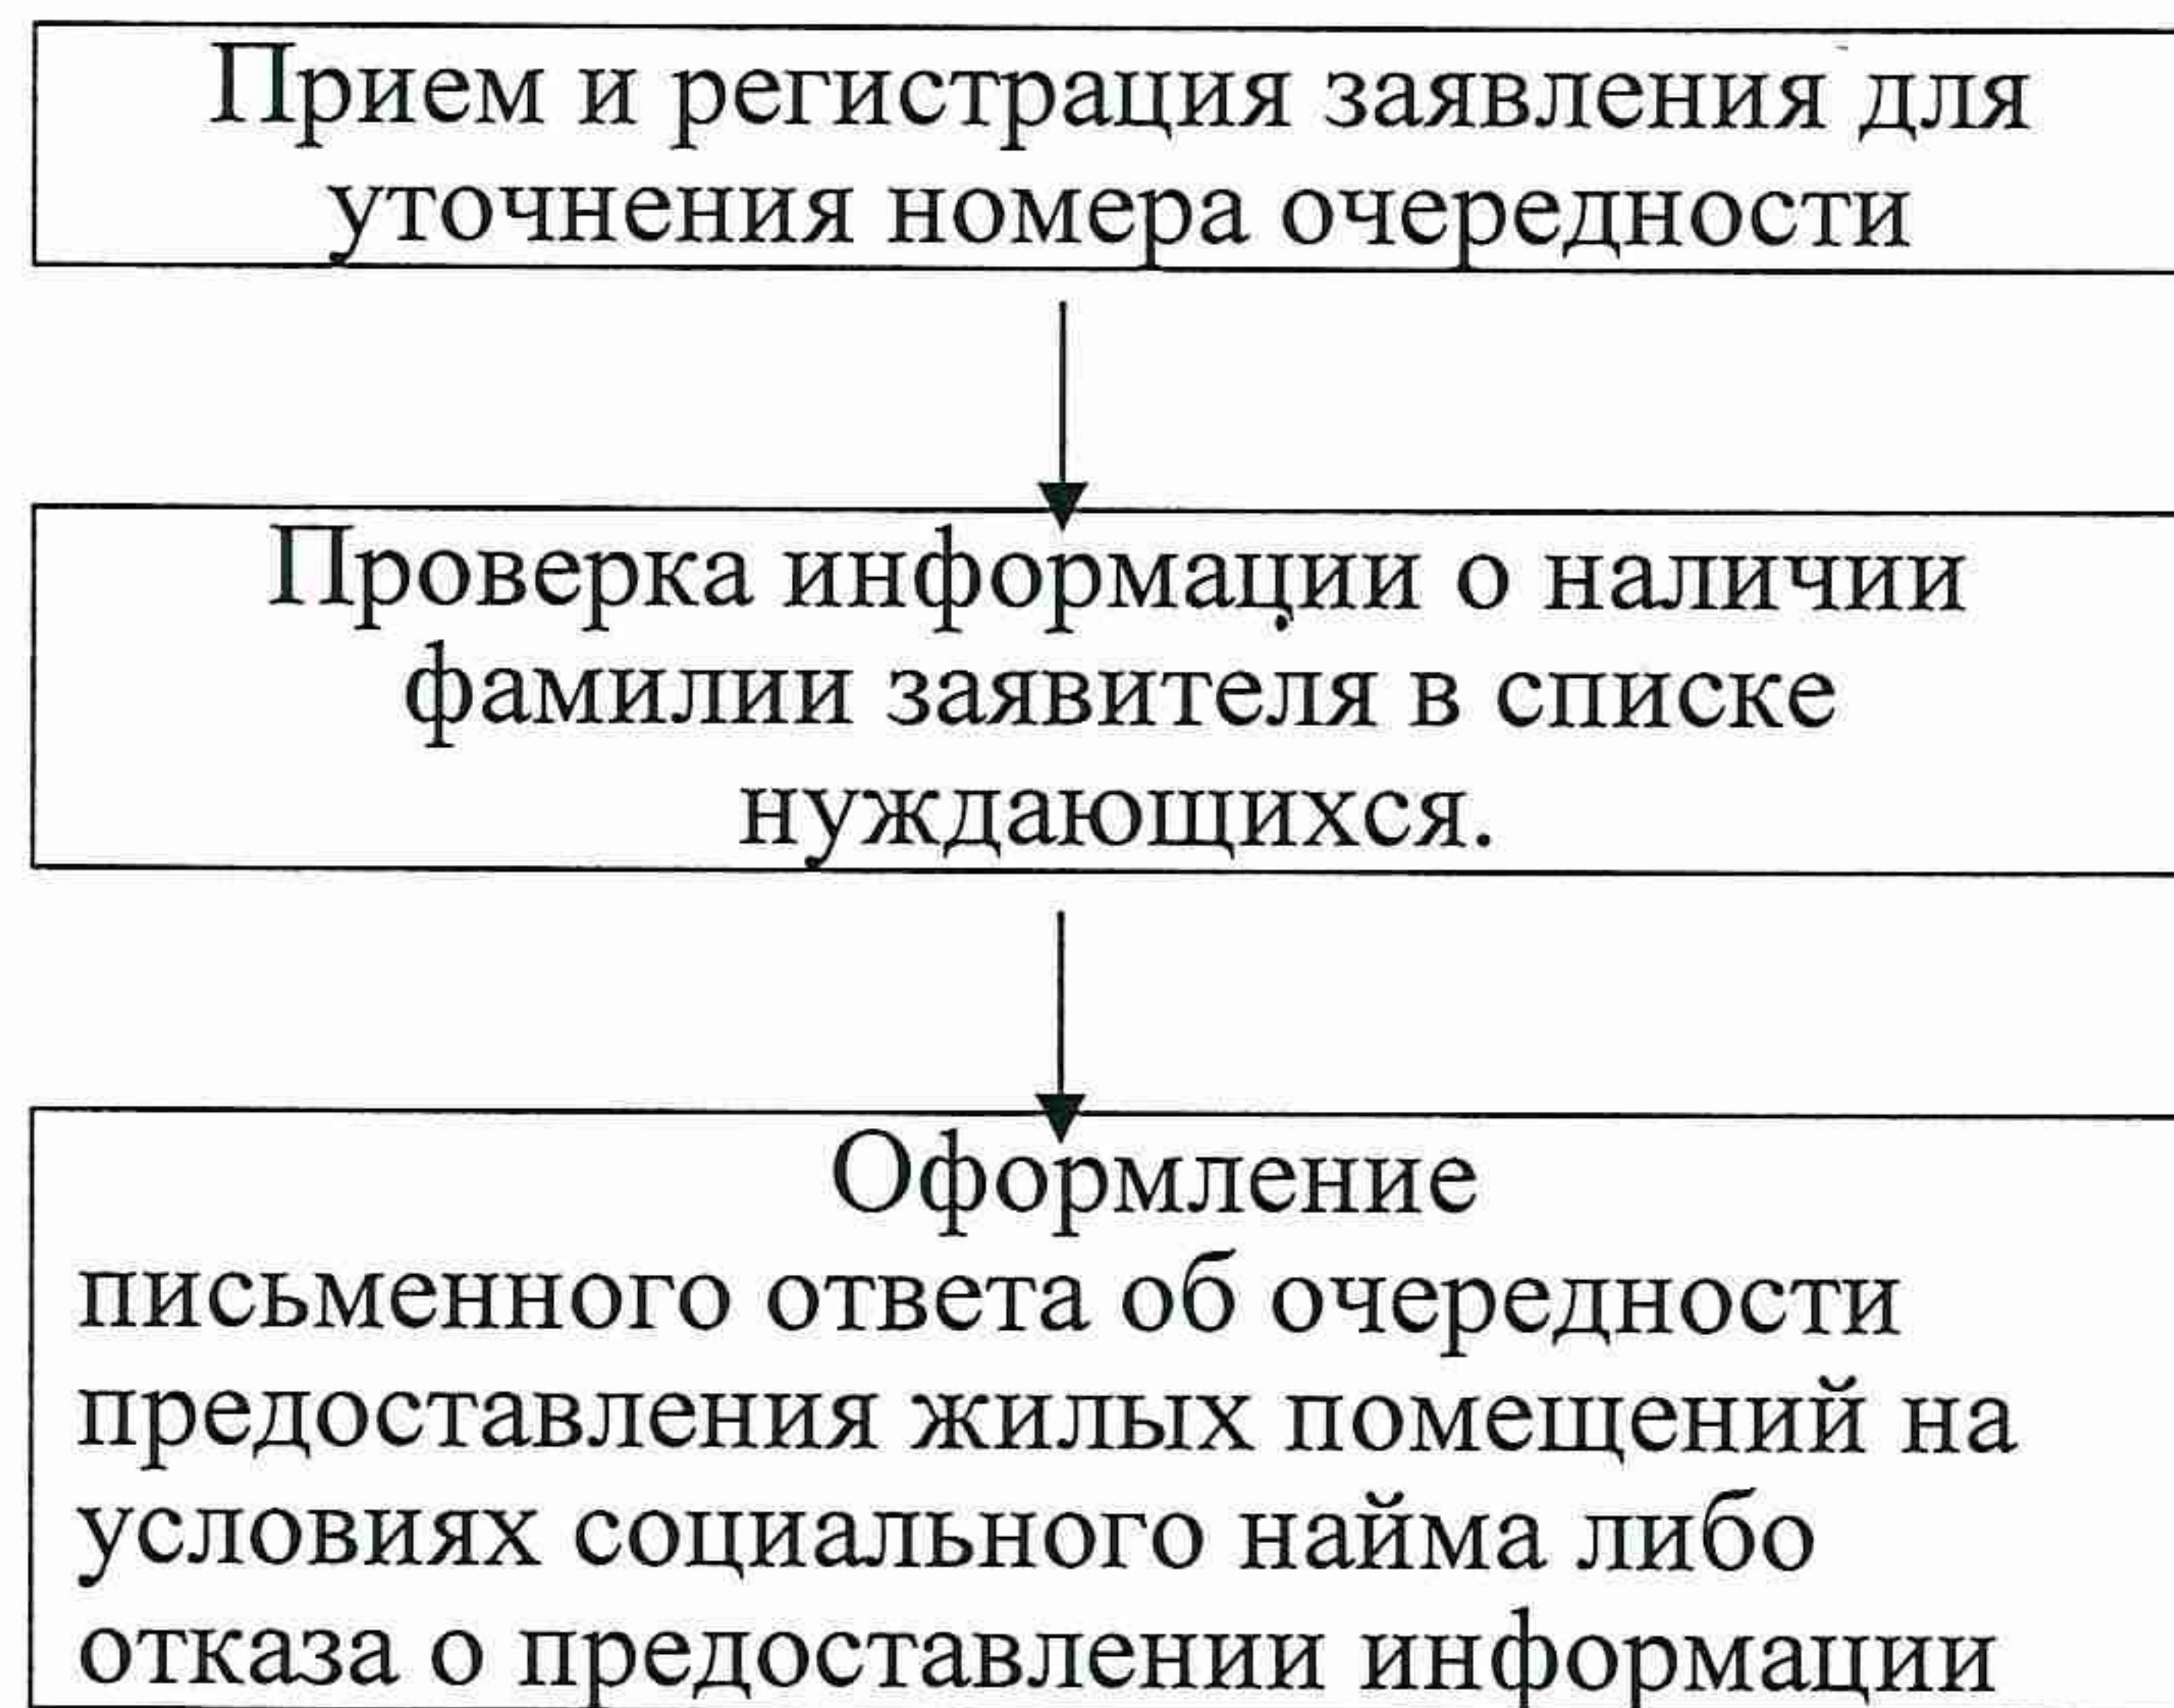 Прием и регистрация заявления для
уточнения номера очередности
Проверка информации о наличии
фамилии заявителя в списке
нуждающихся.
Оформление
письменного ответа об очередности
предоставления жилых помещений на
условиях социального найма либо
отказа о предоставлении информации